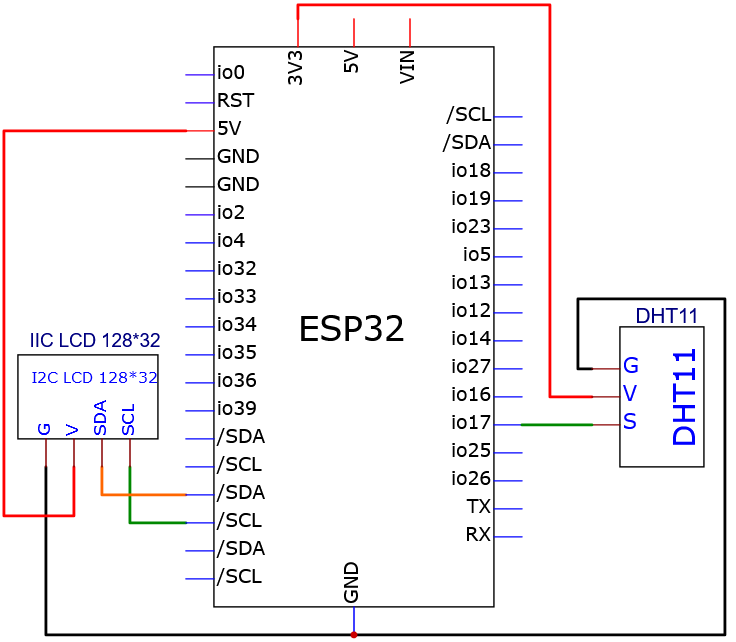 3V3
5V
VIN
io0
RST
5V
GND
GND
io2
io4
io32
io33
io34
io35
io36
io39
/SDA
/SCL
/SDA
/SCL
/SDA
/SCL
ESP32
/SCL
/SDA
io18
io19
io23
io5
io13
io12
io14
io27
io16
io17
io25
io26
TX
RX
GND
IIC LCD 128*32
I2C LCD 128*32
G
V
SDA
SCL
DHT11
G
V
S
DHT11